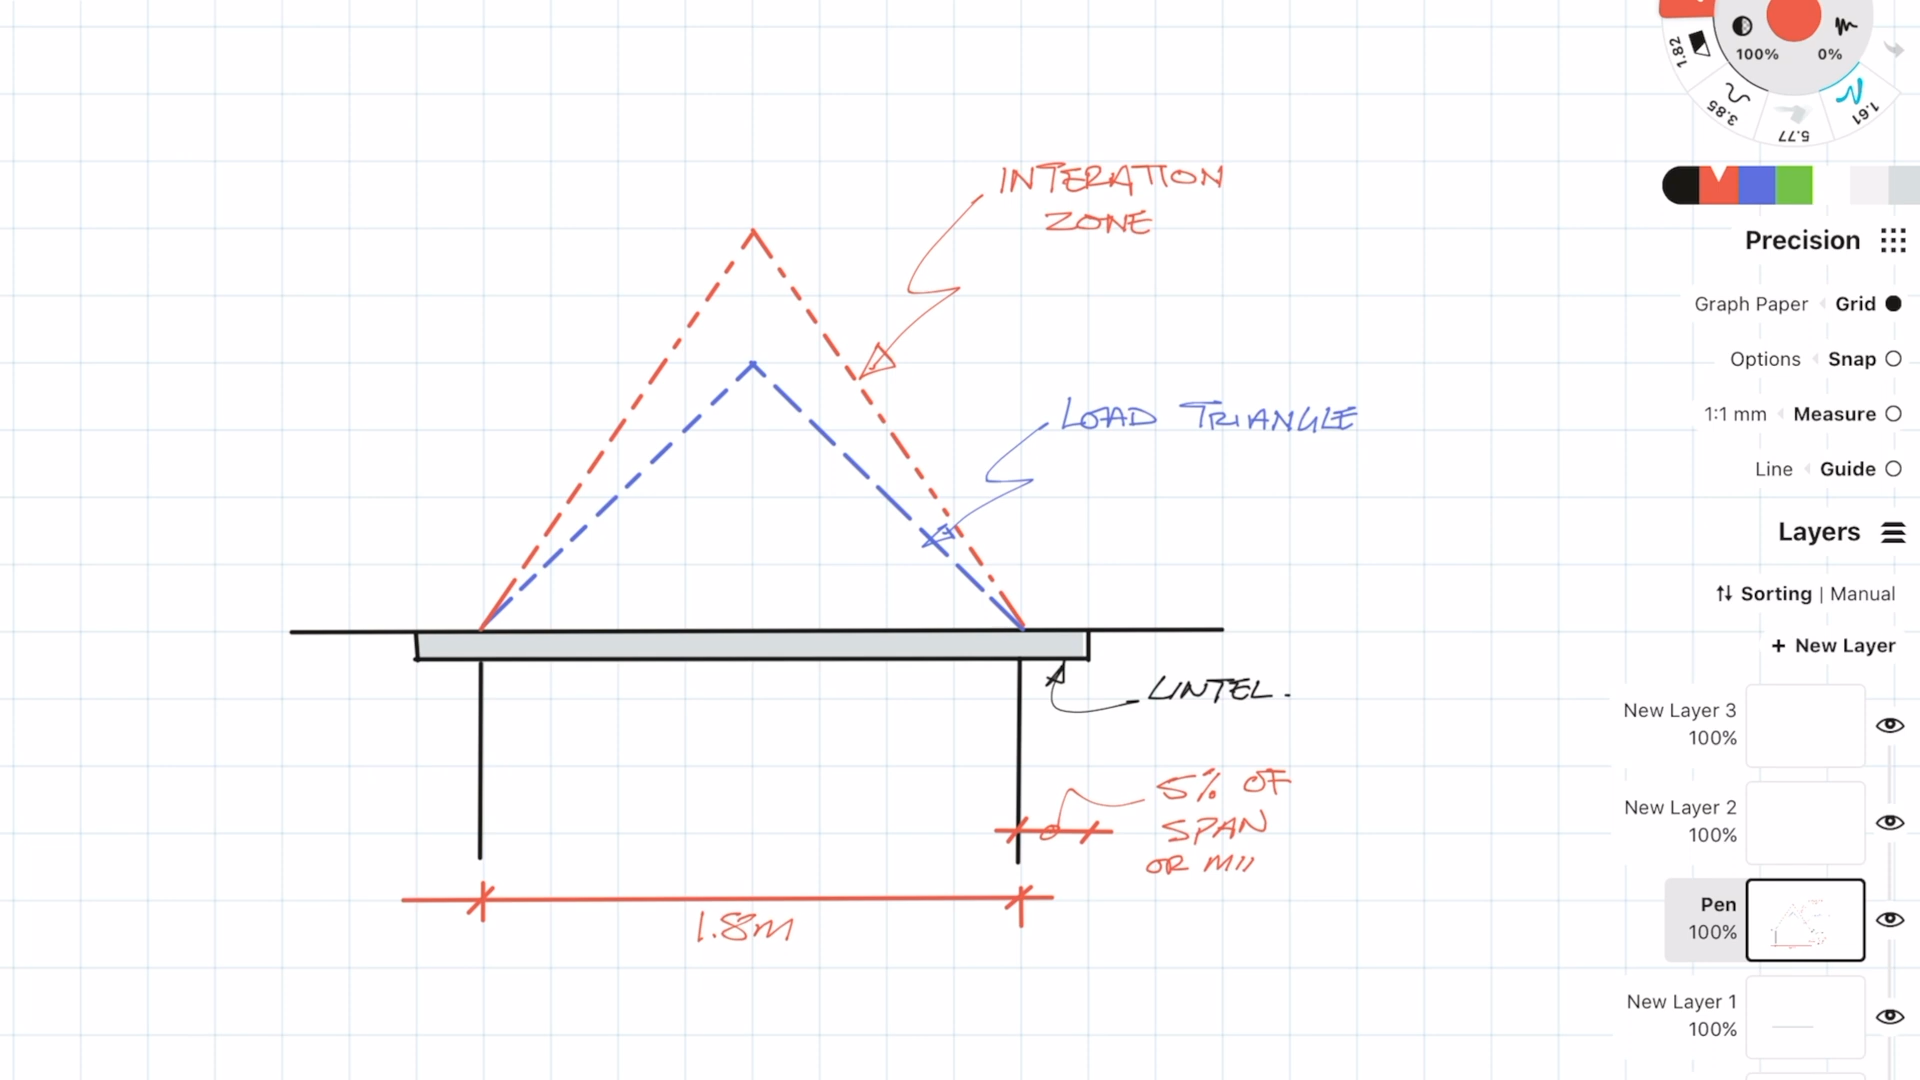 100%
0%
1.82
3.85
5.77
1.61
INTERATION
ZONE
Precision
Graph Paper Grid
Options Snap
LOAD TRIANGLE
1:1 mm Measure
Line Guide
Layers
Sorting | Manual
+ New Layer
LINTEL.
New Layer 3
100%
5% OF
SPAN
OR
New Layer 2
100%
1.8m
Pen
100%
New Layer 1
100%